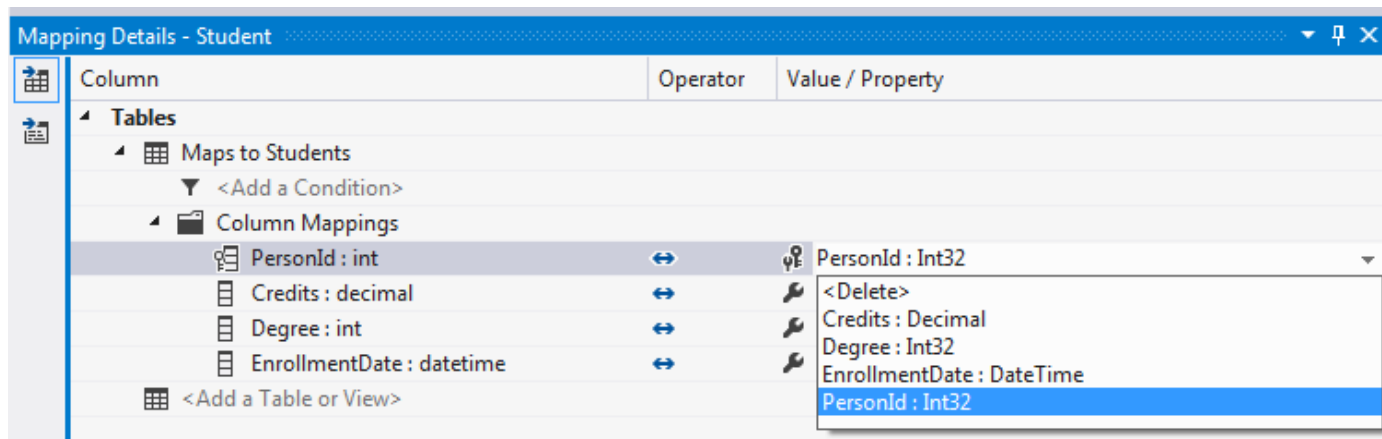 Mapping Details - Student
Column Operator Value / Property
Tables
Maps to Students
<Add a Condition>
Column Mappings
PersonId : int PersonId : Int32
Credits : decimal
Degree : int
EnrollmentDate : datetime
<Add a Table or View>
<Delete>
Credits : Decimal
Degree : Int32
EnrollmentDate : DateTime
PersonId : Int32